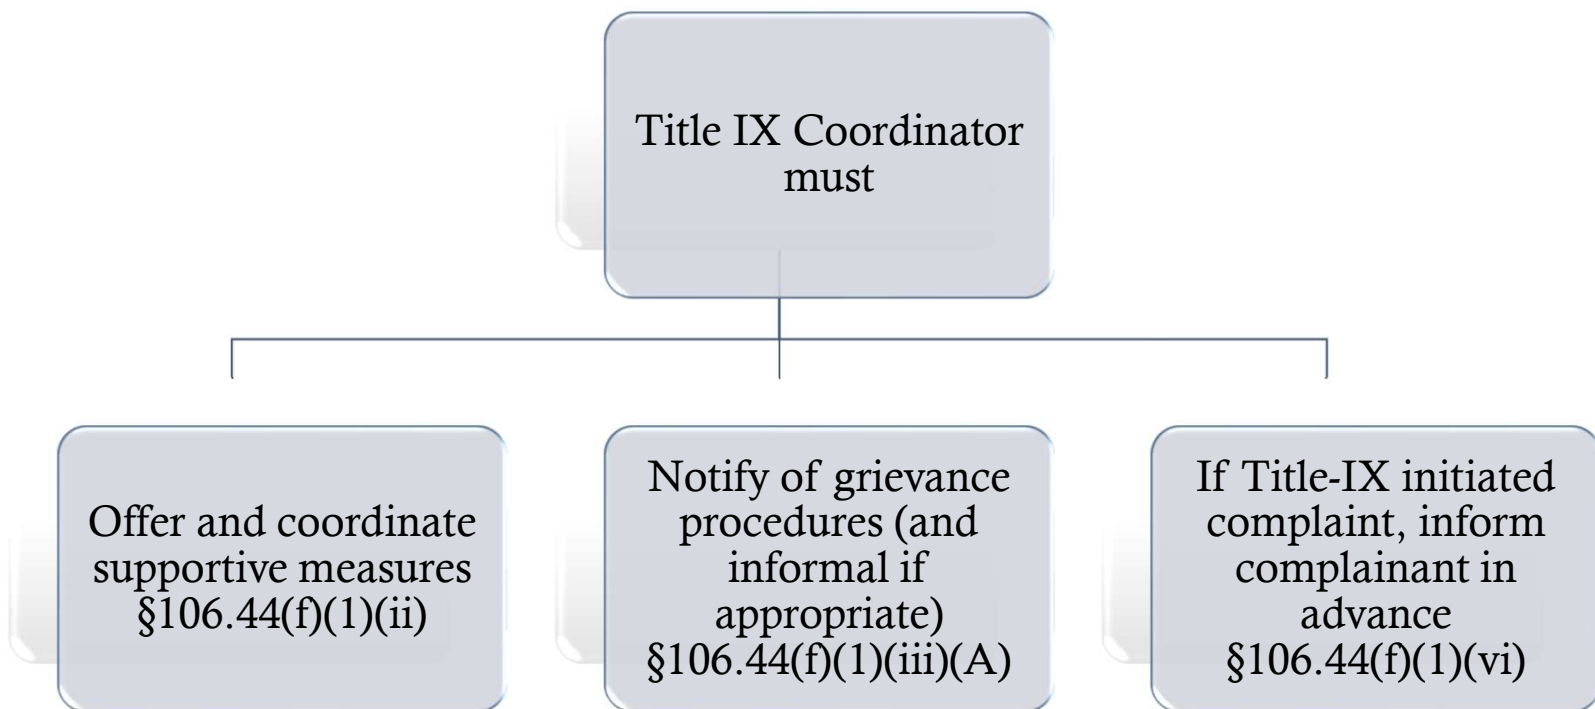 Title IX Coordinator
must
Offer and coordinate
supportive measures
§106.44(f)(1)(ii)
Notify of grievance
procedures (and
informal if
appropriate)
§106.44(f)(1)(iii)(A)
If Title-IX initiated
complaint, inform
complainant in
advance
§106.44(f)(1)(vi)